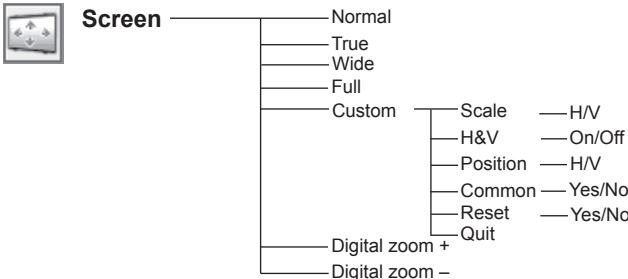 Screen
Normal
True
Wide
Full
Custom
Scale H/V
H&V On/Off
Position H/V
Common Yes/No
Reset Yes/No
Quit
Digital zoom +
Digital zoom –